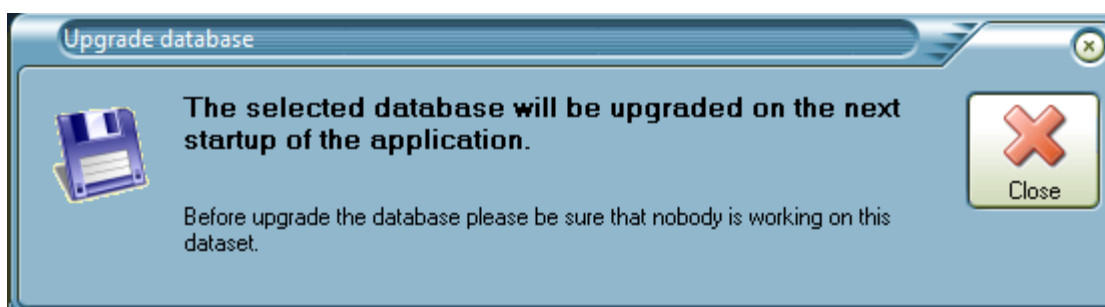 Upgrade database
The selected database will be upgraded on the next
startup of the application.
Close
Before upgrade the database please be sure that nobody is working on this
dataset.